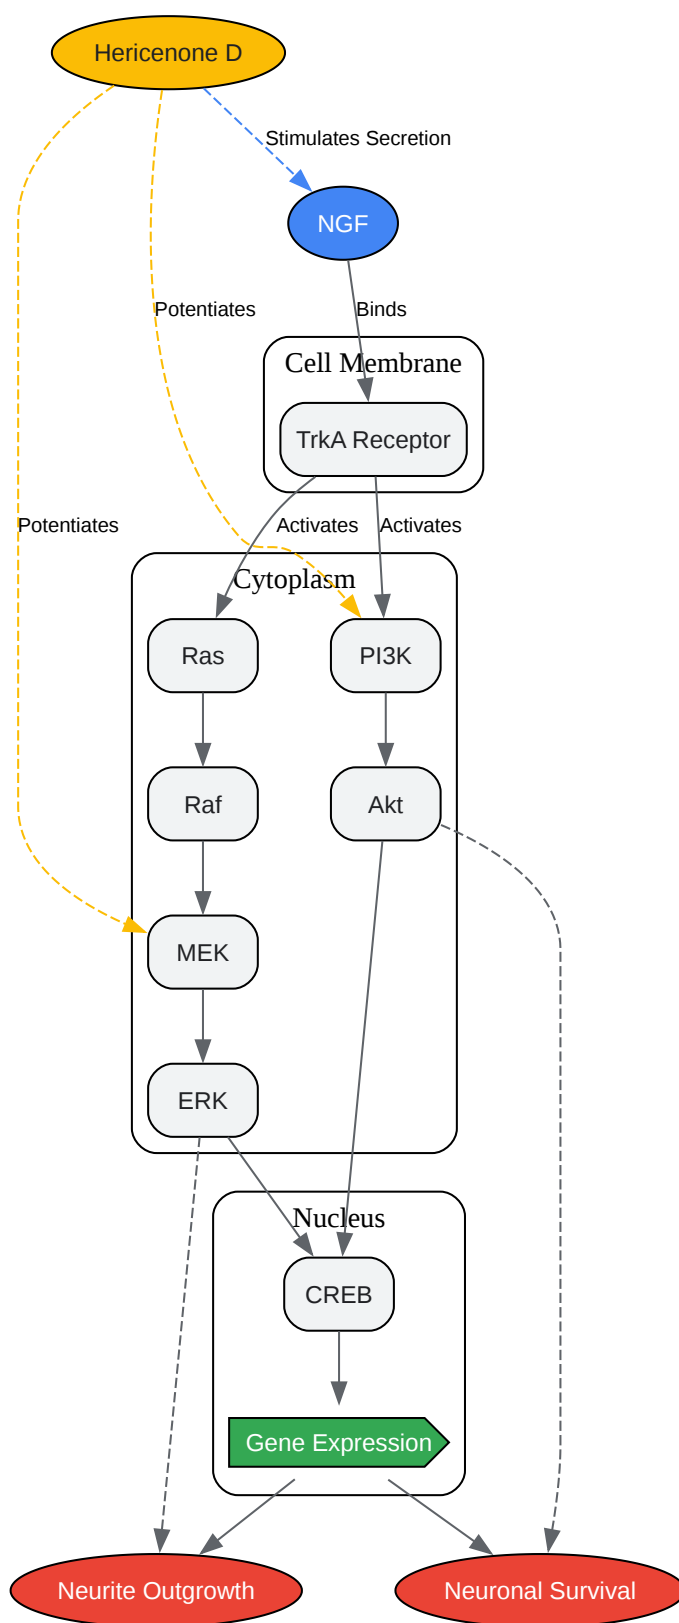 Hericenone D
Stimulates Secretion
NGF
Potentiates
Binds
Cell Membrane
TrkA Receptor
Potentiates
Activates
Activates
Cytoplasm
Ras
PI3K
Raf
Akt
MEK
ERK
Nucleus
CREB
Gene Expression
Neurite Outgrowth
Neuronal Survival